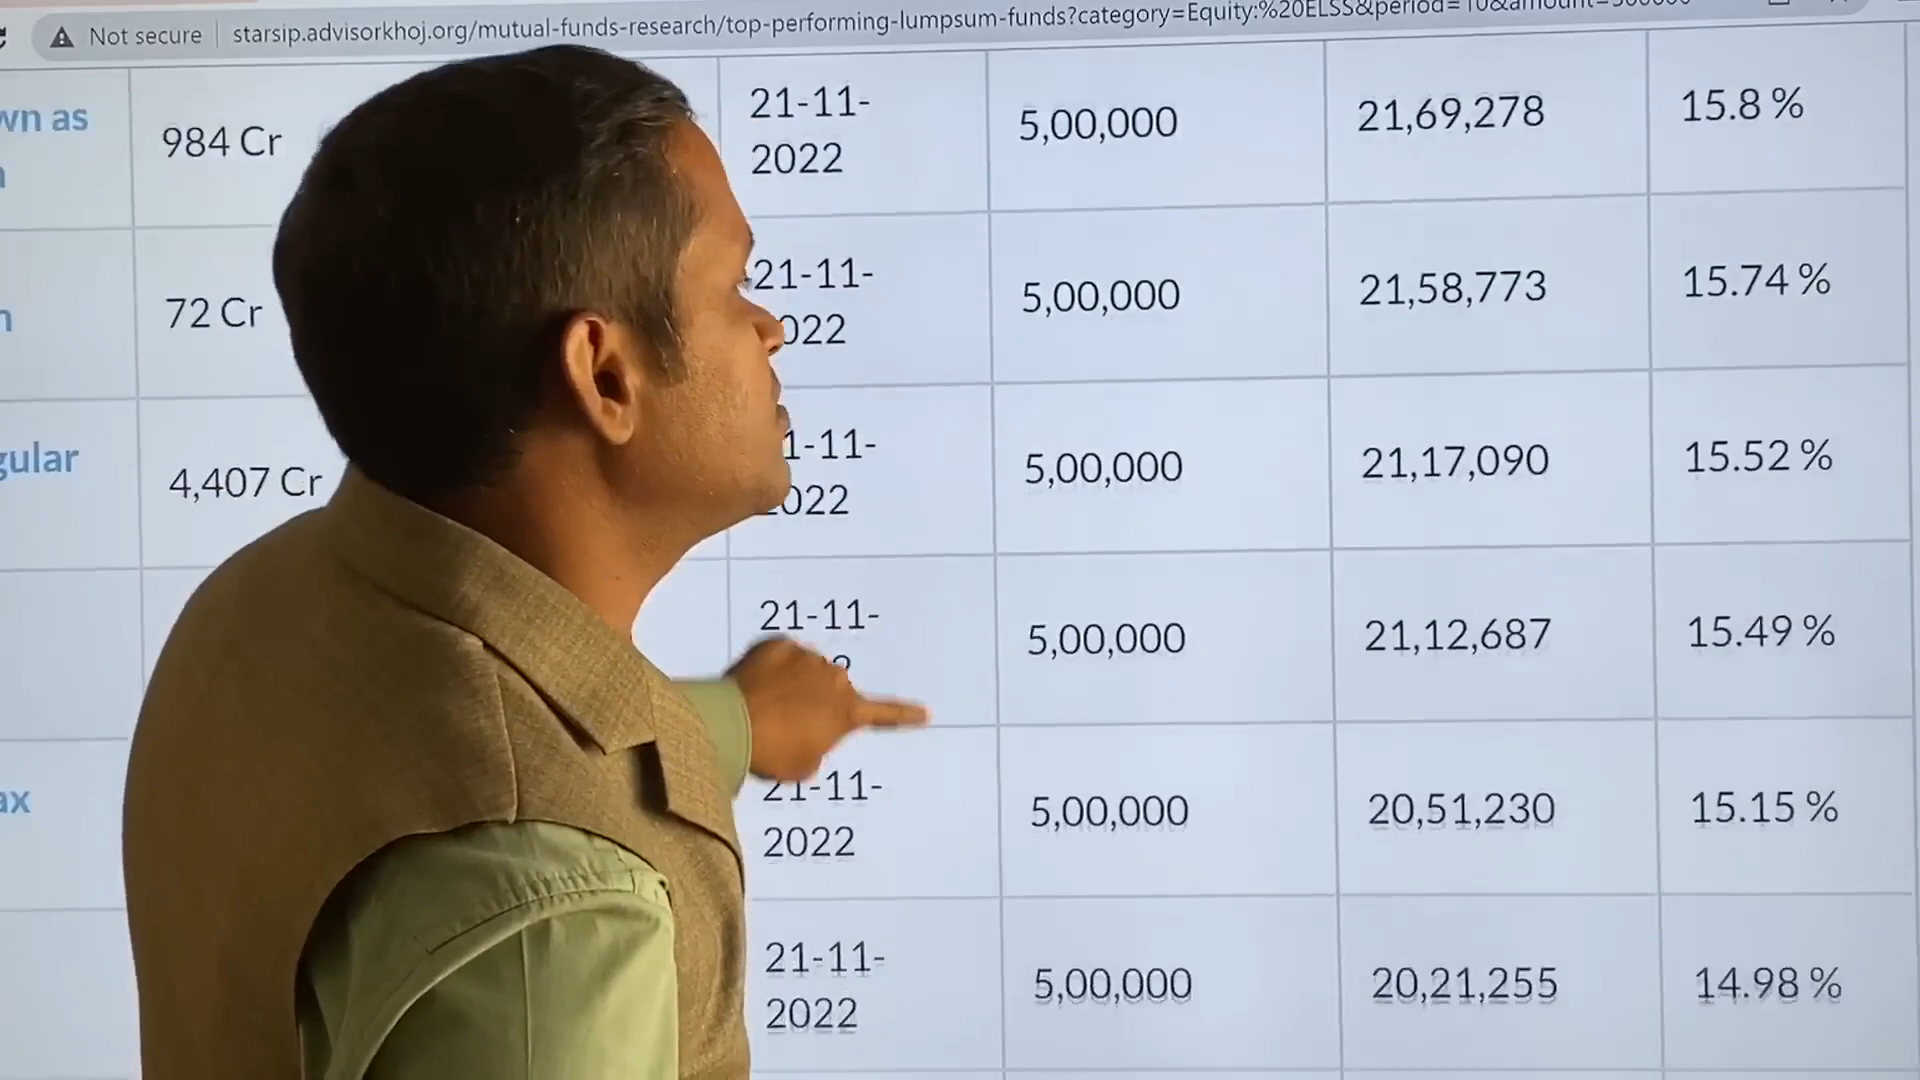 Not secure starsip.advisorkhoj.org/mutual-funds-research/top-performing-lumpsum-funds?category=Equity:%20ELSS&period=10&amount=500000
wn as 984 Cr 21-11-2022 5,00,000 21,69,278 15.8 %
72 Cr 21-11-022 5,00,000 21,58,773 15.74 %
gular 4,407 Cr 1-11-2022 5,00,000 21,17,090 15.52 %
21-11- 5,00,000 21,12,687 15.49 %
ax 21-11-2022 5,00,000 20,51,230 15.15 %
21-11-2022 5,00,000 20,21,255 14.98 %